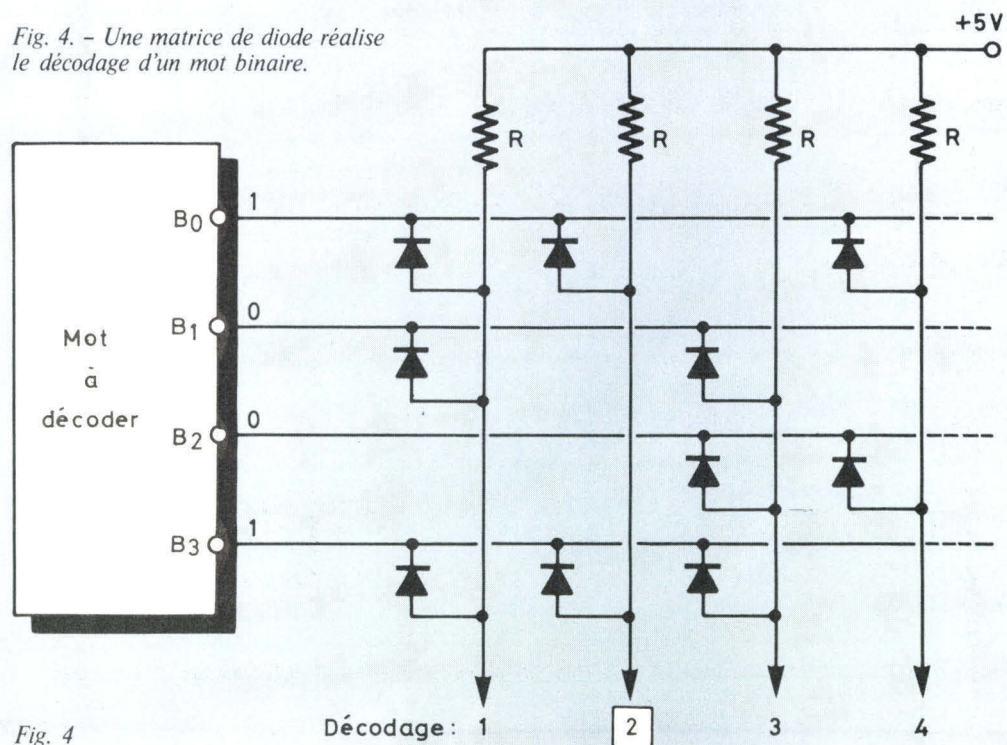 +5V
Fig. 4. – Une matrice de diode réalise
le décodage d'un mot binaire.
R R R R
B0 1
B1 0
Mot
à
décoder
B2 0
B3 1
Décodage: 1 2 3 4
Fig. 4